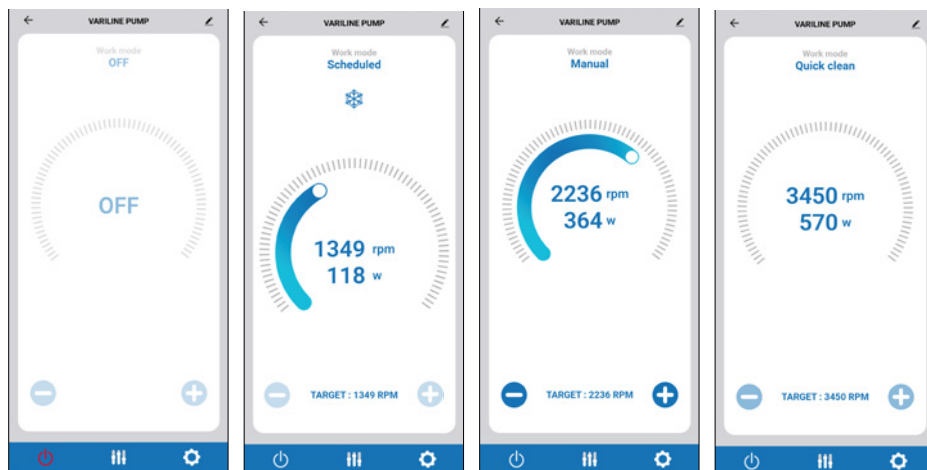 VARILINE PUMP
Work mode
OFF
OFF
VARILINE PUMP
Work mode
Scheduled
1349 rpm
118 w
TARGET : 1349 RPM
VARILINE PUMP
Work mode
Manual
2236 rpm
364 w
TARGET : 2236 RPM
VARILINE PUMP
Work mode
Quick clean
3450 rpm
570 w
TARGET : 3450 RPM